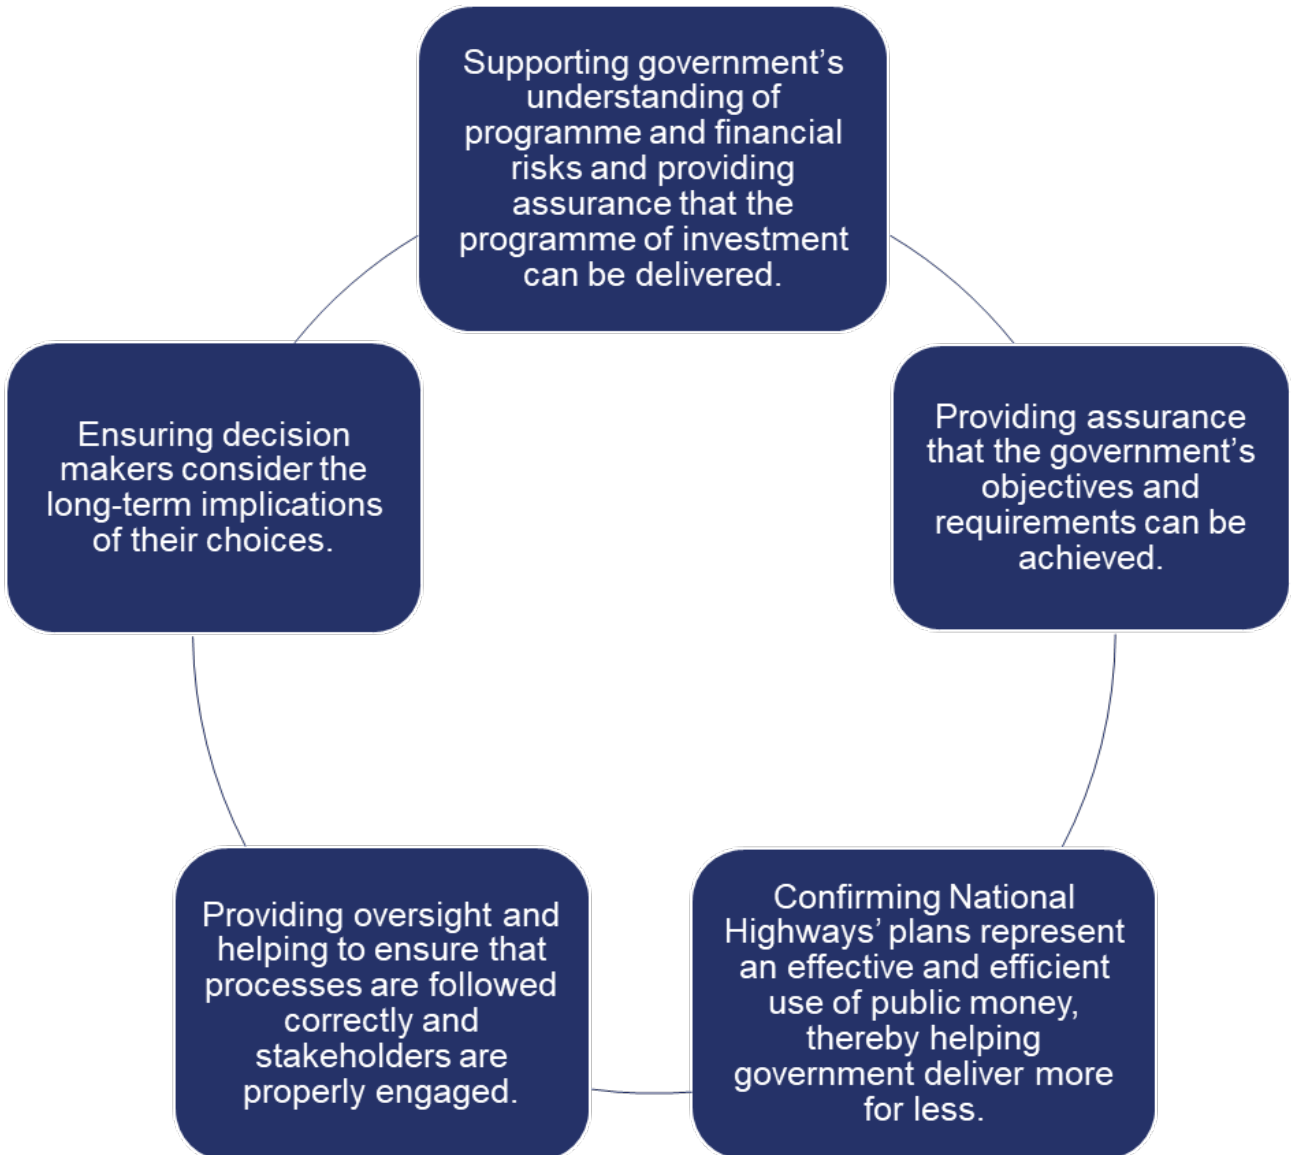 Supporting government’s
understanding of
programme and financial
risks and providing
assurance that the
programme of investment
can be delivered.
Providing assurance
that the government’s
objectives and
requirements can be
achieved.
Confirming National
Highways’ plans represent
an effective and efficient
use of public money,
thereby helping
government deliver more
for less.
Providing oversight and
helping to ensure that
processes are followed
correctly and
stakeholders are
properly engaged.
Ensuring decision
makers consider the
long-term implications
of their choices.